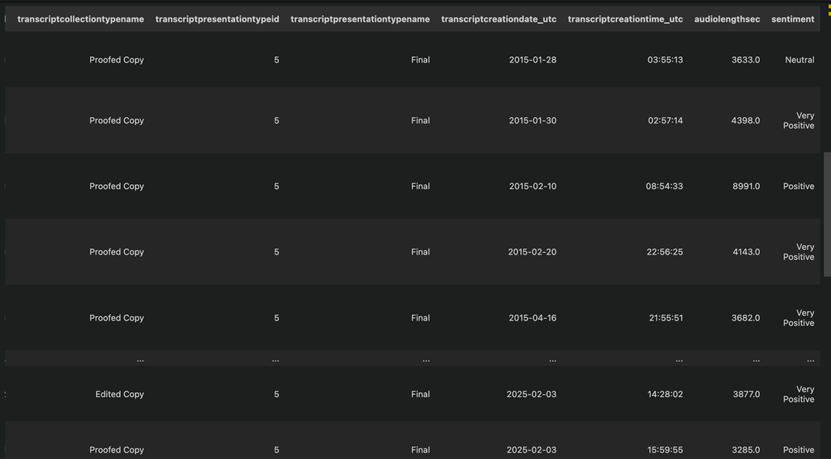 transcriptcollectiontypename transcriptpresentationtypeid transcriptpresentationtypename transcriptcreationdate_utc transcriptcreationtime_utc audiolengthsec sentiment
Proofed Copy 5 Final 2015-01-28 03:55:13 3633.0 Neutral
Proofed Copy 5 Final 2015-01-30 02:57:14 4398.0 Very
Positive
Proofed Copy 5 Final 2015-02-10 08:54:33 8991.0 Positive
Proofed Copy 5 Final 2015-02-20 22:56:25 4143.0 Very
Positive
Proofed Copy 5 Final 2015-04-16 21:55:51 3682.0 Very
Positive
... ... ... ... ... ... ...
Edited Copy 5 Final 2025-02-03 14:28:02 3877.0 Very
Positive
Proofed Copy 5 Final 2025-02-03 15:59:55 3285.0 Positive